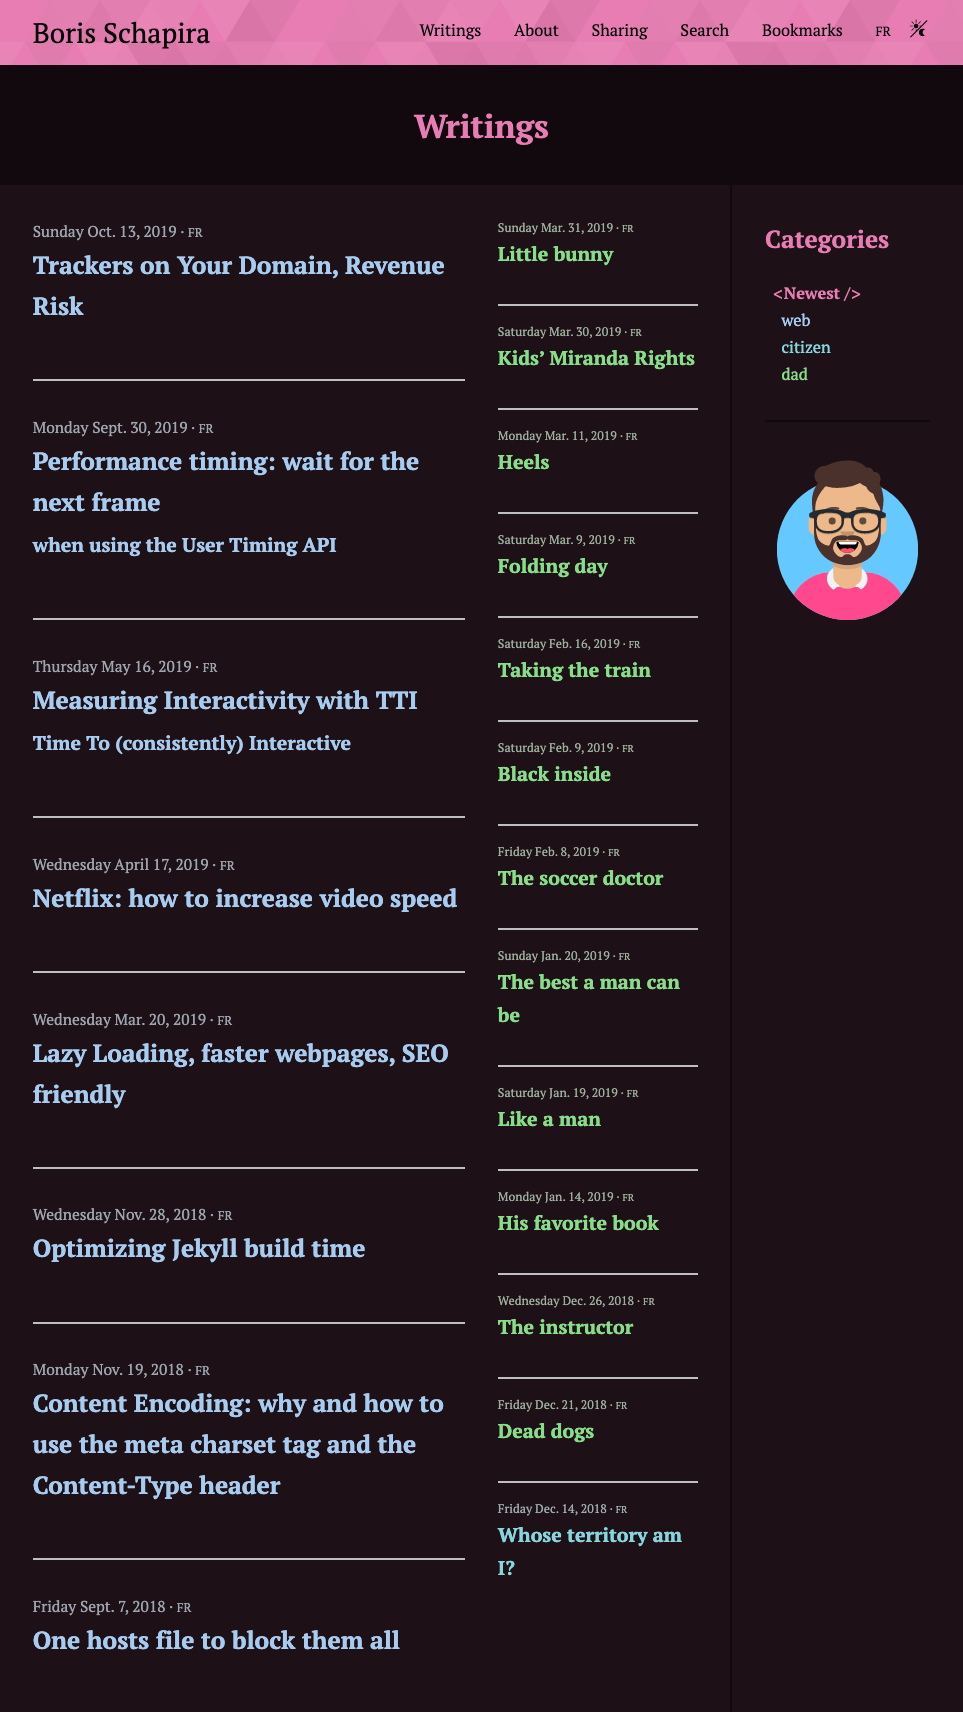 Boris Schapira
Writings About Sharing Search Bookmarks FR
Writings
Sunday Oct. 13, 2019 · FR
Trackers on Your Domain, Revenue
Risk
Monday Sept. 30, 2019 · FR
Performance timing: wait for the
next frame
when using the User Timing API
Thursday May 16, 2019 · FR
Measuring Interactivity with TTI
Time To (consistently) Interactive
Wednesday April 17, 2019 · FR
Netflix: how to increase video speed
Wednesday Mar. 20, 2019 · FR
Lazy Loading, faster webpages, SEO
friendly
Wednesday Nov. 28, 2018 · FR
Optimizing Jekyll build time
Monday Nov. 19, 2018 · FR
Content Encoding: why and how to
use the meta charset tag and the
Content-Type header
Friday Sept. 7, 2018 · FR
One hosts file to block them all
Sunday Mar. 31, 2019 · FR
Little bunny
Saturday Mar. 30, 2019 · FR
Kids’ Miranda Rights
Monday Mar. 11, 2019 · FR
Heels
Saturday Mar. 9, 2019 · FR
Folding day
Saturday Feb. 16, 2019 · FR
Taking the train
Saturday Feb. 9, 2019 · FR
Black inside
Friday Feb. 8, 2019 · FR
The soccer doctor
Sunday Jan. 20, 2019 · FR
The best a man can
be
Saturday Jan. 19, 2019 · FR
Like a man
Monday Jan. 14, 2019 · FR
His favorite book
Wednesday Dec. 26, 2018 · FR
The instructor
Friday Dec. 21, 2018 · FR
Dead dogs
Friday Dec. 14, 2018 · FR
Whose territory am
I?
Categories
<Newest />
web
citizen
dad